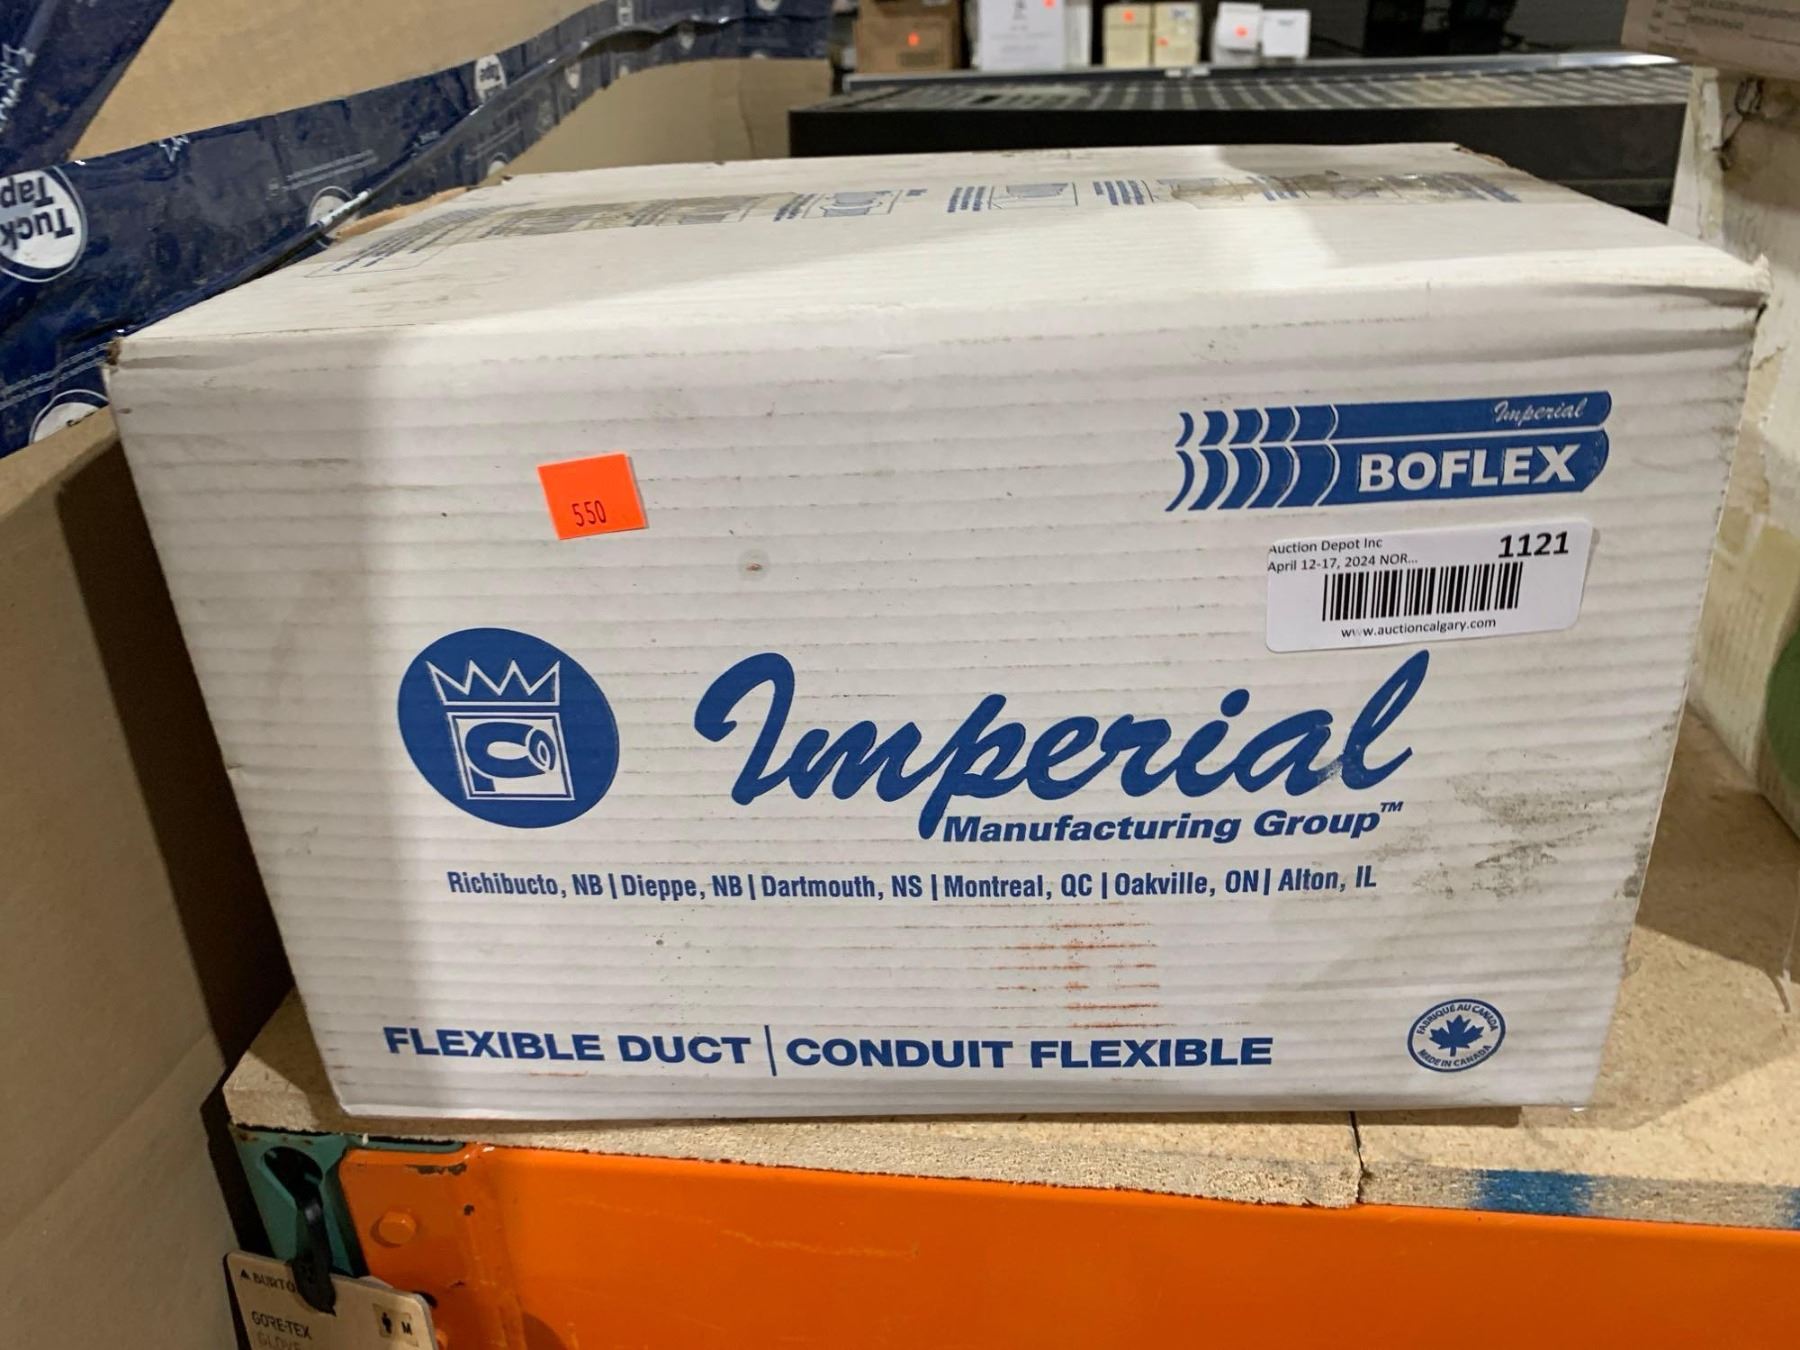 Tuck
Tape
Tape
Imperial
BOFLEX
550
Auction Depot Inc
1121
April 12-17, 2024 NOR...
www.auctioncalgary.com
Imperial
Manufacturing Group™
Richibucto, NB | Dieppe, NB | Dartmouth, NS | Montreal, QC | Oakville, ON | Alton, IL
FLEXIBLE DUCT | CONDUIT FLEXIBLE
FABRIQUÉ AU CANADA
MADE IN CANADA
GORE-TEX
M